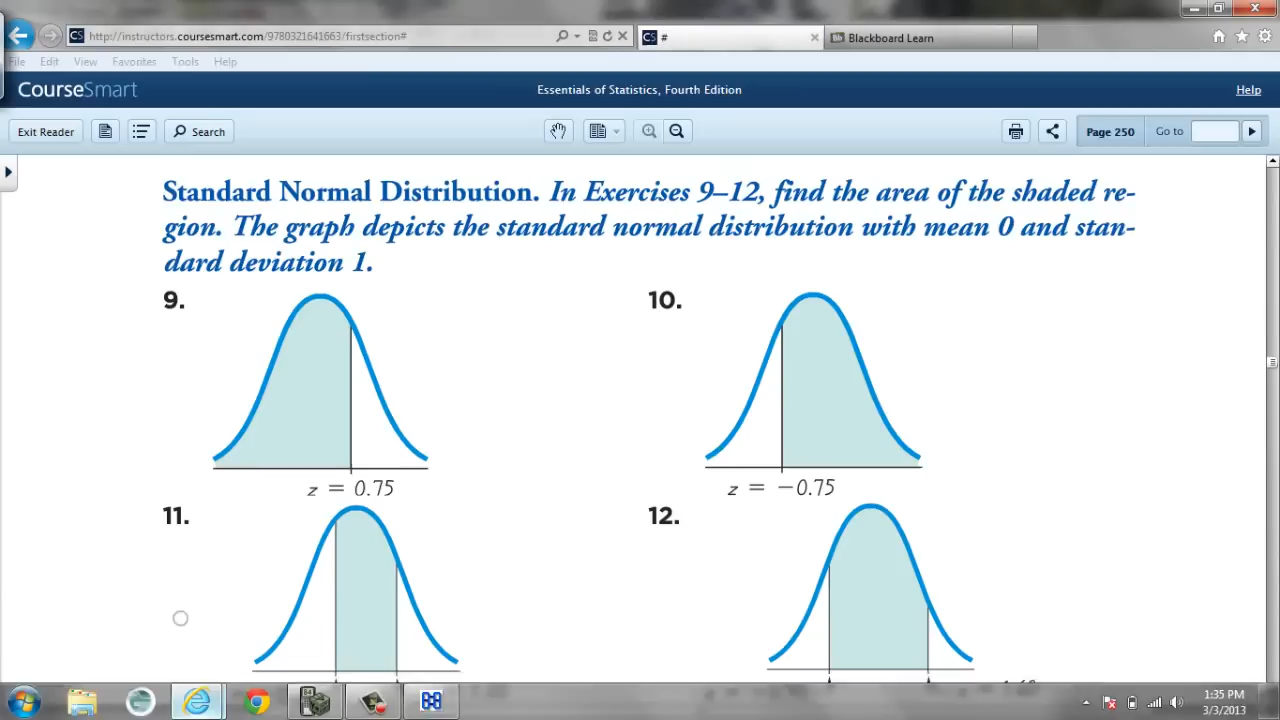 http://instructors.coursesmart.com/9780321641663/firstsection#
#
Blackboard Learn
File Edit View Favorites Tools Help
CourseSmart
Essentials of Statistics, Fourth Edition
Help
Exit Reader
Search
Page 250
Go to
Standard Normal Distribution. In Exercises 9–12, find the area of the shaded re-
gion. The graph depicts the standard normal distribution with mean 0 and stan-
dard deviation 1.
9.
10.
z = 0.75
z = −0.75
11.
12.
1:35 PM
3/3/2013